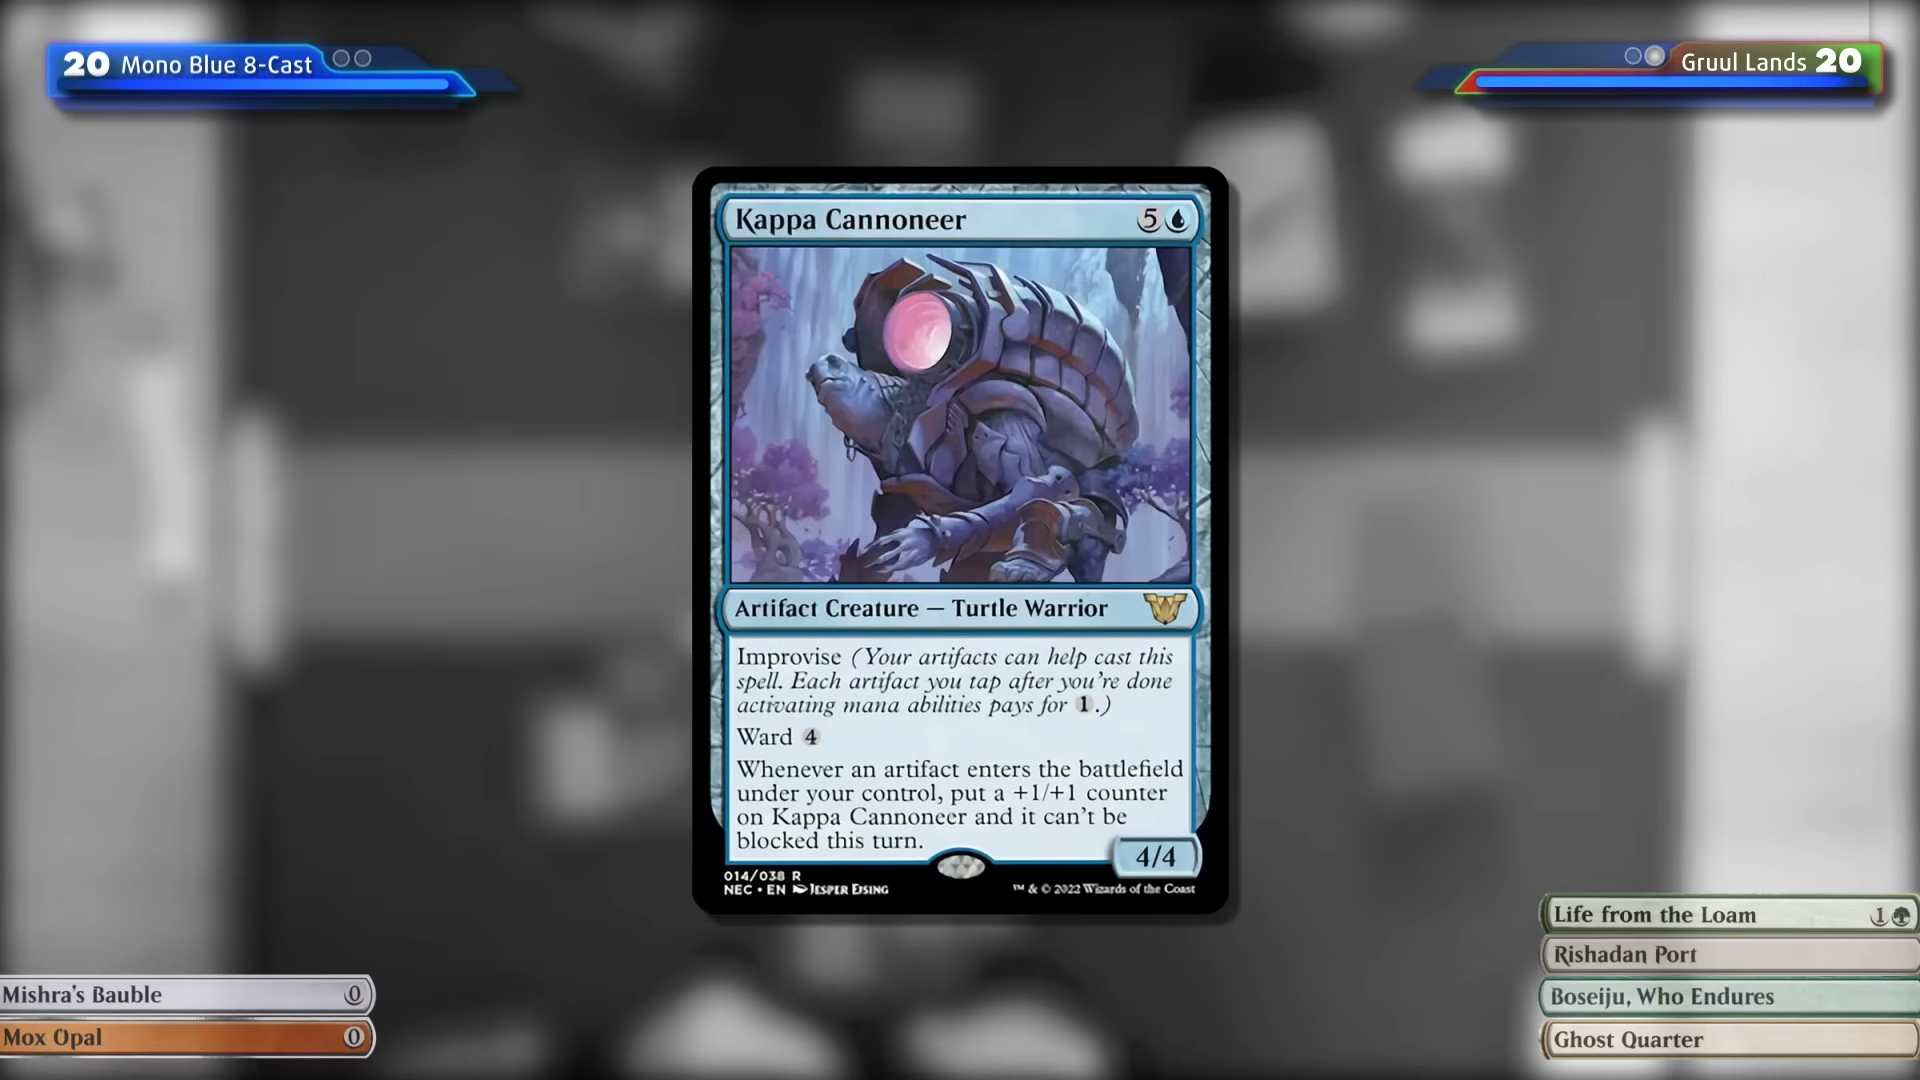 20 Mono Blue 8-Cast
Gruul Lands 20
Kappa Cannoneer 5
Artifact Creature — Turtle Warrior
Improvise (Your artifacts can help cast this
spell. Each artifact you tap after you're done
activating mana abilities pays for 1.)
Ward 4
Whenever an artifact enters the battlefield
under your control, put a +1/+1 counter
on Kappa Cannoneer and it can't be
blocked this turn.
4/4
014/038 R
NEC • EN Jesper Ejsing
™ & © 2022 Wizards of the Coast
Life from the Loam 1
Rishadan Port
Boseiju, Who Endures
Ghost Quarter
Mishra's Bauble 0
Mox Opal 0